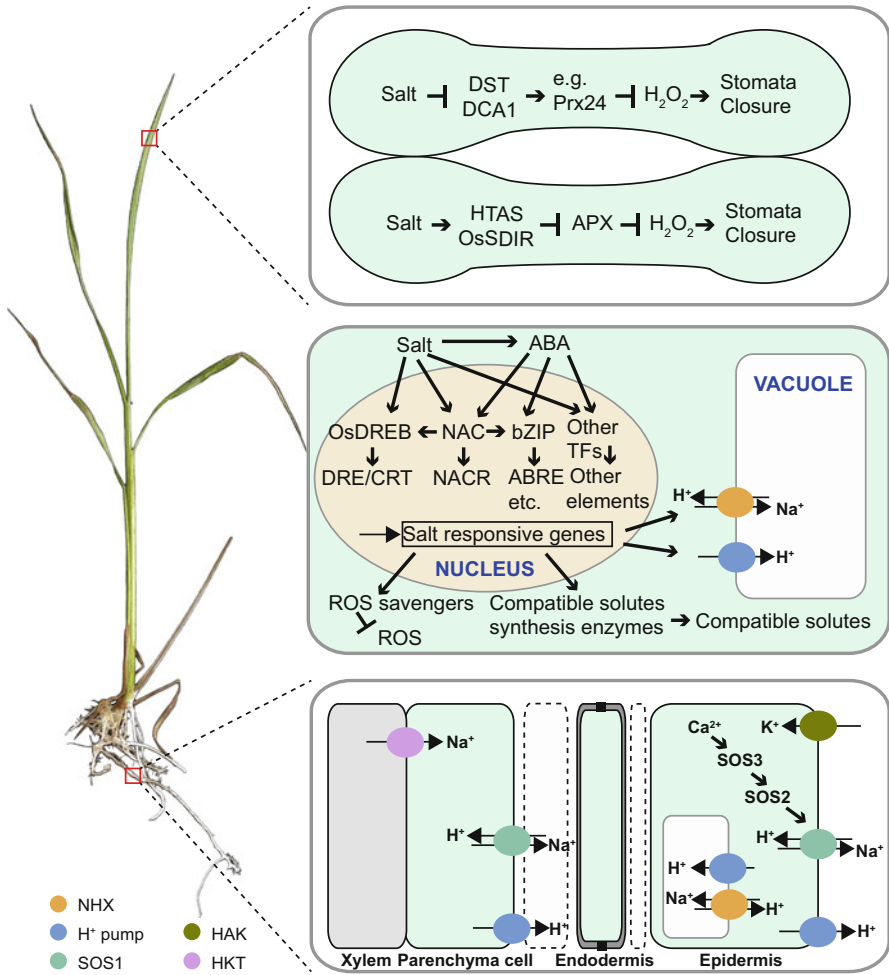 Salt DST DCA1 e.g. Prx24 H₂O₂ Stomata Closure
Salt HTAS OsSDIR APX H₂O₂ Stomata Closure
Salt ABA
VACUOLE
OsDREB NAC bZIP Other TFs
DRE/CRT NACR ABRE etc. Other elements
H⁺ Na⁺
Salt responsive genes
H⁺
NUCLEUS
ROS savengers
ROS
Compatible solutes synthesis enzymes
Compatible solutes
Na⁺
H⁺ Na⁺
H⁺
Ca²⁺
SOS3
SOS2
K⁺
H⁺ Na⁺
H⁺
Na⁺ H⁺
H⁺
Xylem Parenchyma cell Endodermis Epidermis
NHX
H⁺ pump
SOS1
HAK
HKT